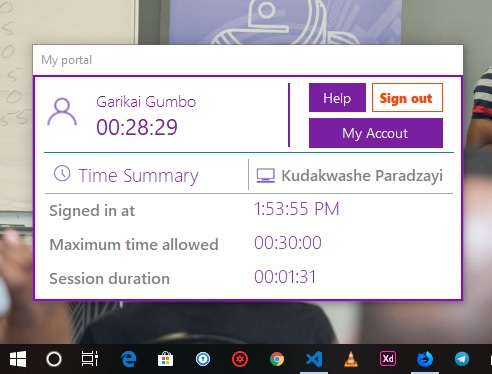 My portal
Garikai Gumbo
00:28:29
Help
Sign out
My Accout
Time Summary
Kudakwashe Paradzayi
Signed in at
1:53:55 PM
Maximum time allowed
00:30:00
Session duration
00:01:31
Xd